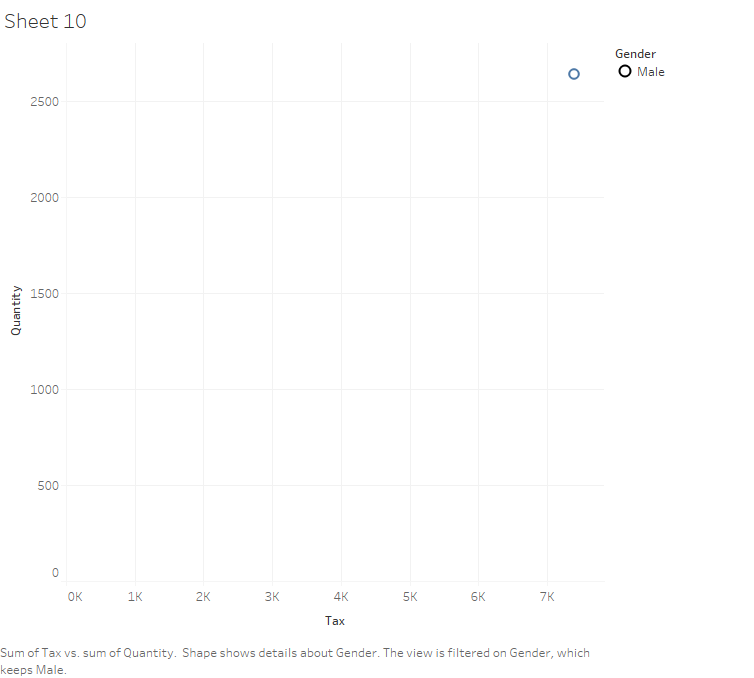 Sheet 10
Gender
Male
2500
2000
1500
1000
500
0
Quantity
0K 1K 2K 3K 4K 5K 6K 7K
Tax
Sum of Tax vs. sum of Quantity. Shape shows details about Gender. The view is filtered on Gender, which
keeps Male.